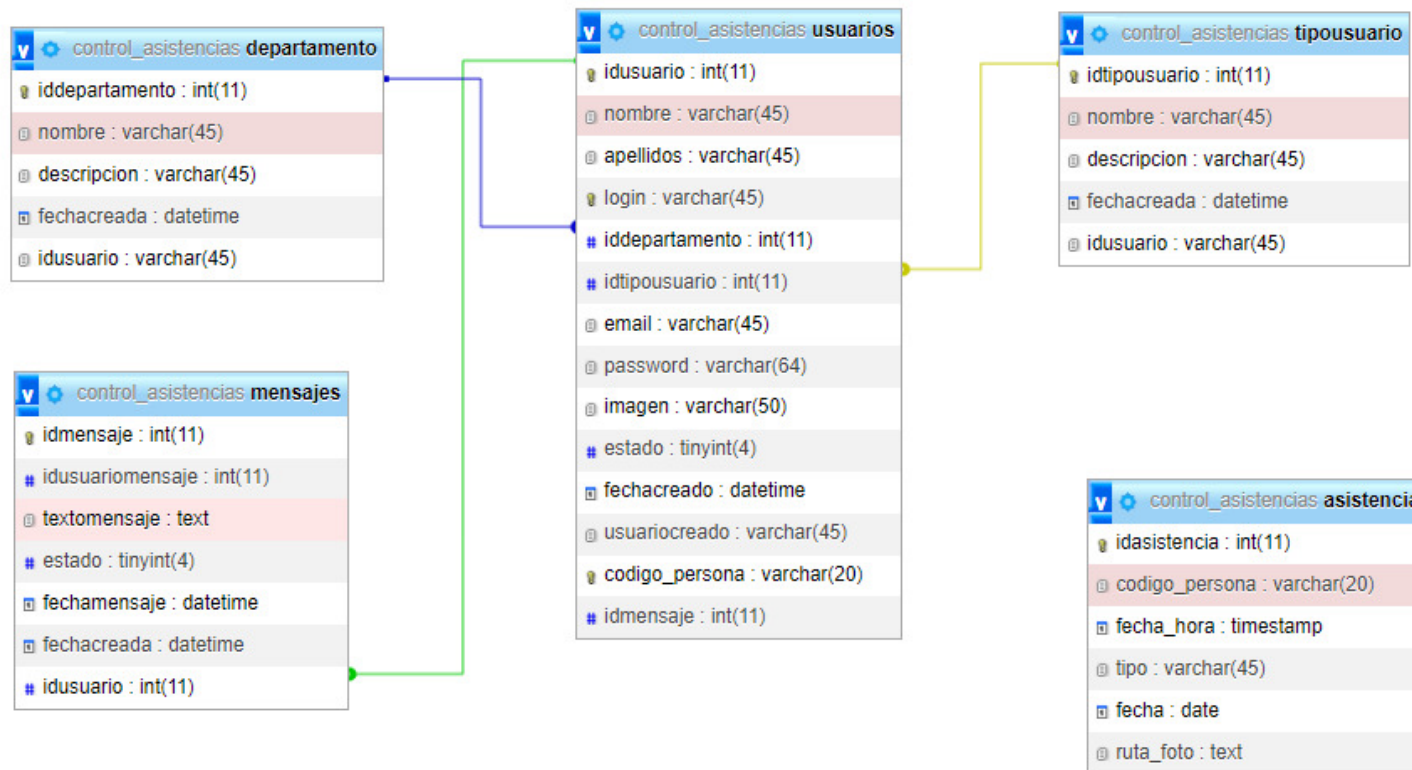 control_asistencias departamento
iddepartamento : int(11)
nombre : varchar(45)
descripcion : varchar(45)
fechacreada : datetime
idusuario : varchar(45)
control_asistencias mensajes
idmensaje : int(11)
idusuariomensaje : int(11)
textomensaje : text
estado : tinyint(4)
fechamensaje : datetime
fechacreada : datetime
idusuario : int(11)
control_asistencias usuarios
idusuario : int(11)
nombre : varchar(45)
apellidos : varchar(45)
login : varchar(45)
iddepartamento : int(11)
idtipousuario : int(11)
email : varchar(45)
password : varchar(64)
imagen : varchar(50)
estado : tinyint(4)
fechacreado : datetime
usuariocreado : varchar(45)
codigo_persona : varchar(20)
idmensaje : int(11)
control_asistencias tipousuario
idtipousuario : int(11)
nombre : varchar(45)
descripcion : varchar(45)
fechacreada : datetime
idusuario : varchar(45)
control_asistencias asistencia
idasistencia : int(11)
codigo_persona : varchar(20)
fecha_hora : timestamp
tipo : varchar(45)
fecha : date
ruta_foto : text